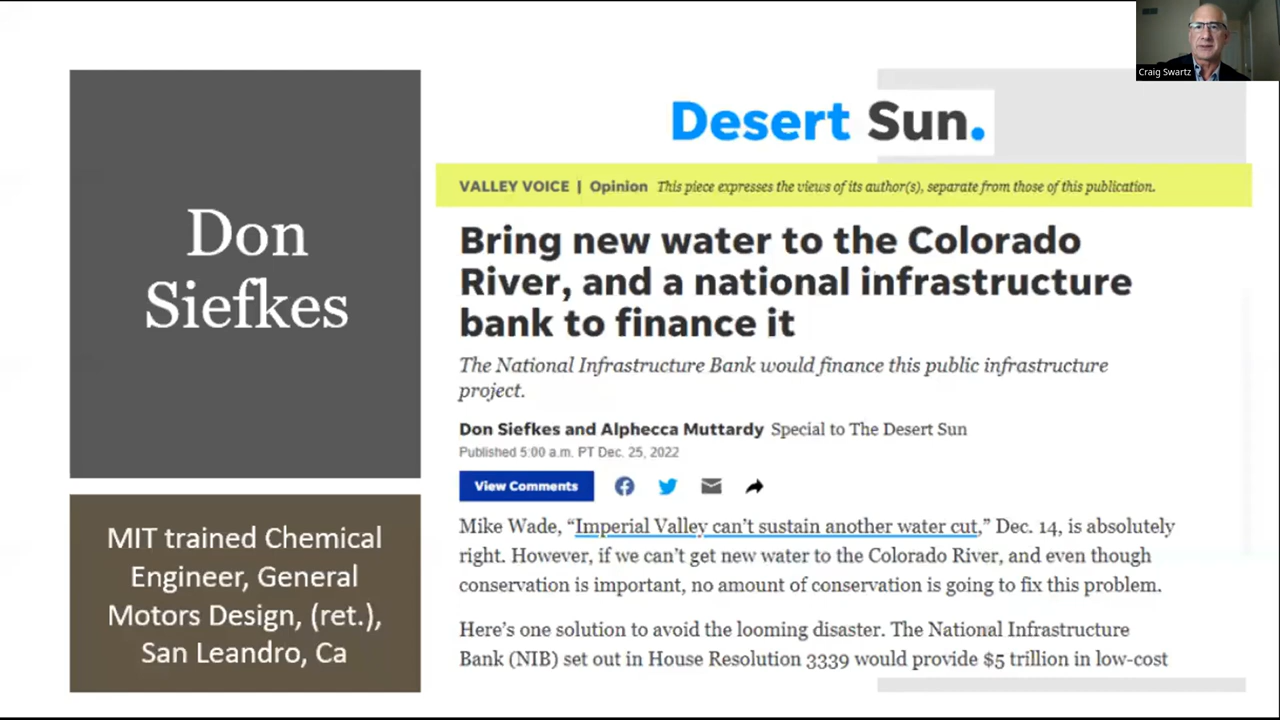 Craig Swartz
Don
Siefkes
MIT trained Chemical
Engineer, General
Motors Design, (ret.),
San Leandro, Ca
Desert Sun.
VALLEY VOICE | Opinion This piece expresses the views of its author(s), separate from those of this publication.
Bring new water to the Colorado
River, and a national infrastructure
bank to finance it
The National Infrastructure Bank would finance this public infrastructure
project.
Don Siefkes and Alphecca Muttardy Special to The Desert Sun
Published 5:00 a.m. PT Dec. 25, 2022
View Comments
Mike Wade, “Imperial Valley can’t sustain another water cut,” Dec. 14, is absolutely
right. However, if we can’t get new water to the Colorado River, and even though
conservation is important, no amount of conservation is going to fix this problem.
Here’s one solution to avoid the looming disaster. The National Infrastructure
Bank (NIB) set out in House Resolution 3339 would provide $5 trillion in low-cost